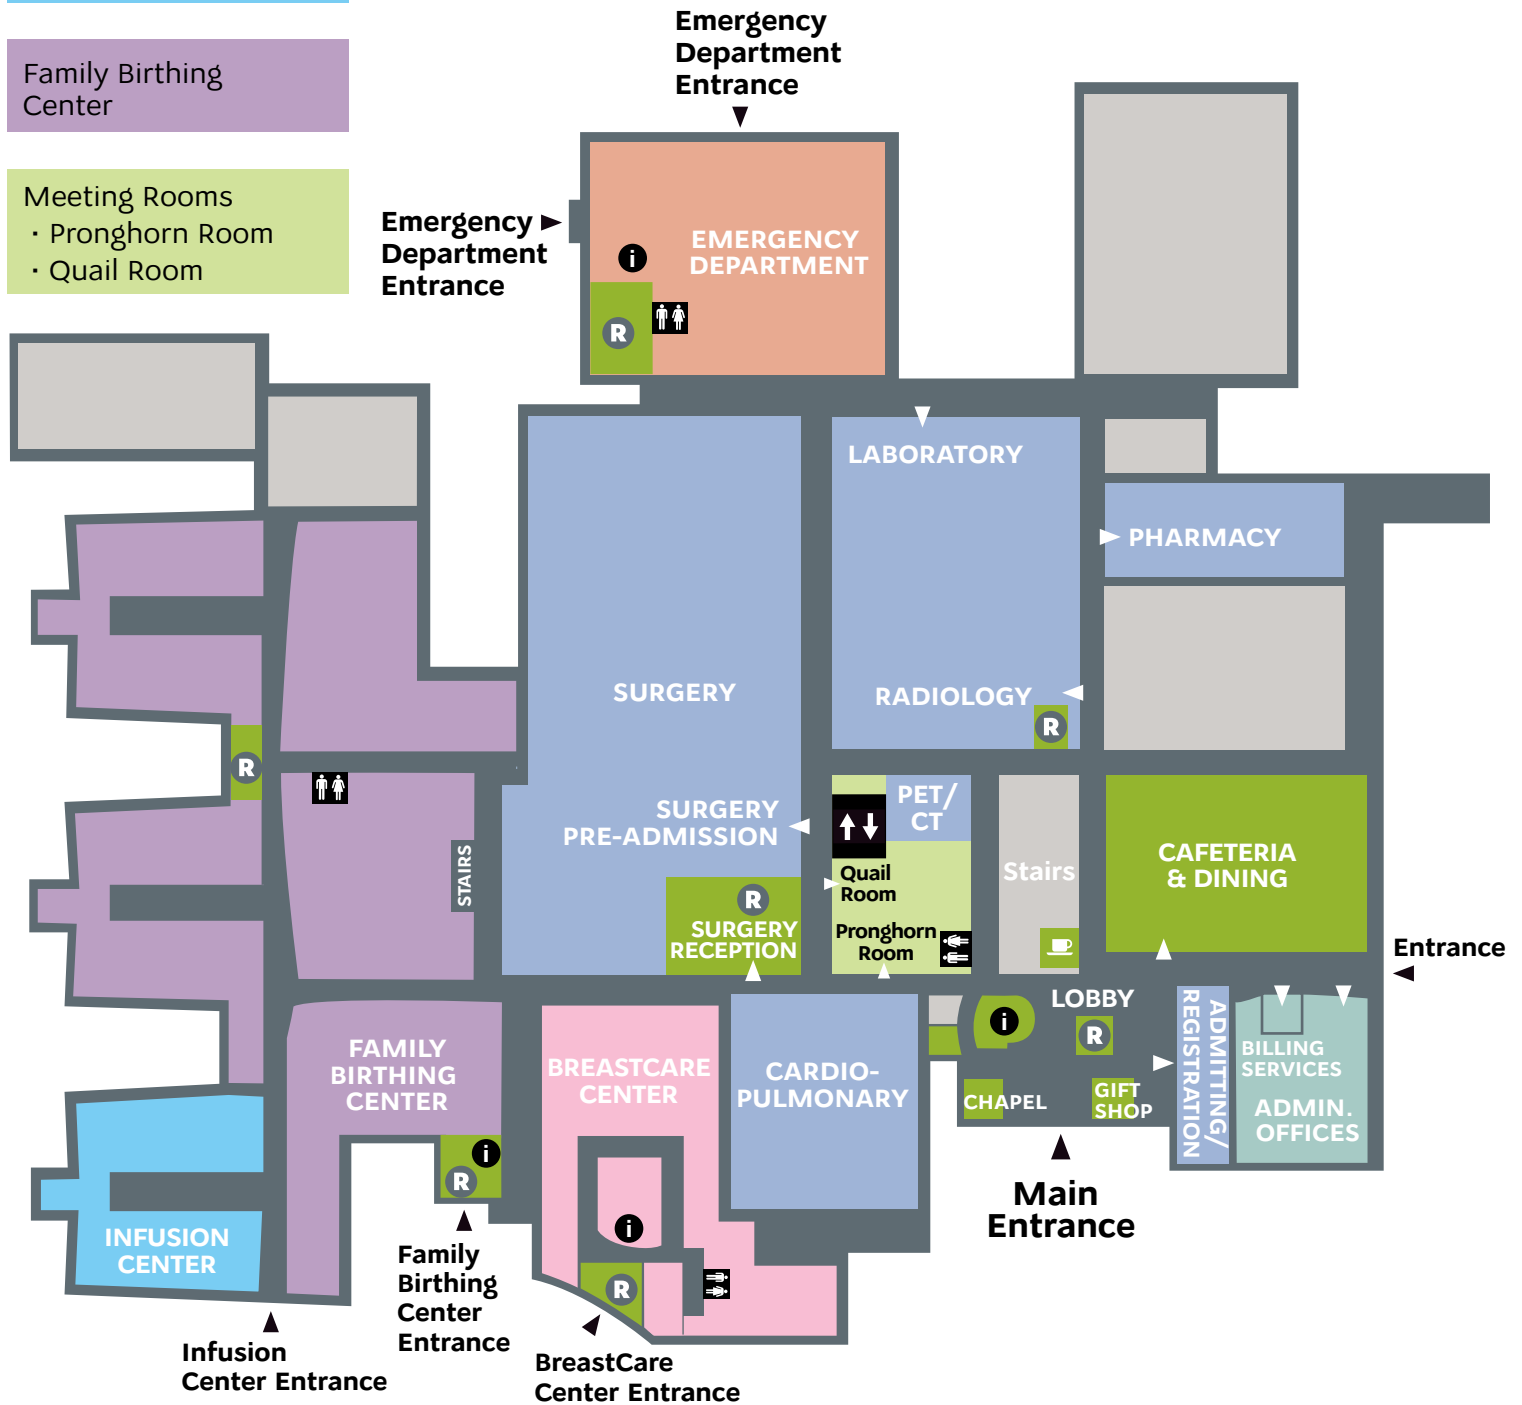 Family Birthing
Center
Meeting Rooms
· Pronghorn Room
· Quail Room
Emergency
Department
Entrance
Emergency
Department
Entrance
EMERGENCY
DEPARTMENT
i
R
LABORATORY
PHARMACY
SURGERY
RADIOLOGY
R
R
SURGERY
PRE-ADMISSION
PET/
CT
STAIRS
Quail
Room
Stairs
CAFETERIA
& DINING
R
SURGERY
RECEPTION
Pronghorn
Room
Entrance
LOBBY
i
R
ADMITTING/
REGISTRATION
BILLING
SERVICES
ADMIN.
OFFICES
FAMILY
BIRTHING
CENTER
BREASTCARE
CENTER
CARDIO-
PULMONARY
CHAPEL
GIFT
SHOP
i
R
Main
Entrance
INFUSION
CENTER
i
R
Family
Birthing
Center
Entrance
Infusion
Center Entrance
BreastCare
Center Entrance